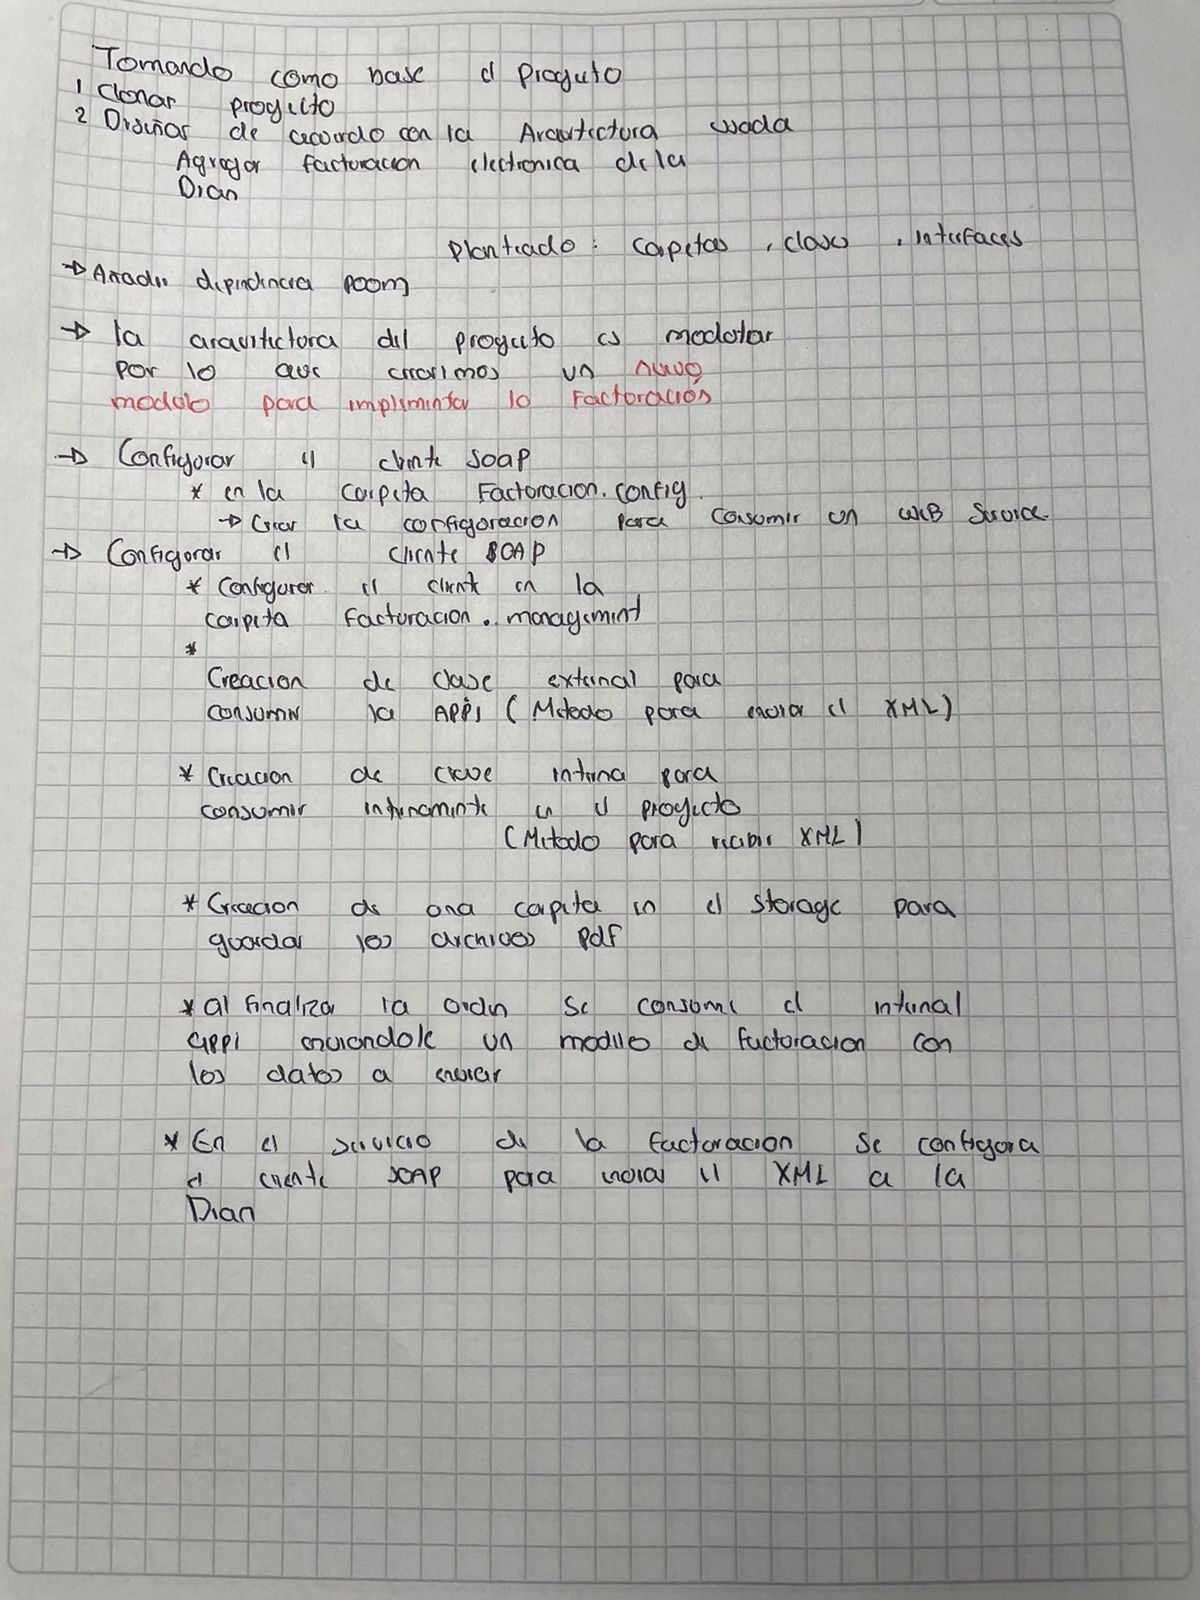 Tomando como base el Proyecto
1 Clonar proyecto
2 Diseñar de acuerdo con la Arquitectura usada
Agregar facturacion electronica de la
Dian
Planteado: carpetas, clases, interfaces
→ Añadir dependencia poom
→ la arquitectura del proyecto es modular
por lo que crearemos un nuevo
modulo para implementar la Facturación
→ Configurar el cliente soap
* en la carpeta Facturacion.config.
→ Crear la configuracion para consumir un WEB Service
→ Configurar el cliente SOAP
* Configurar el cliente en la
carpeta facturacion.management
*
Creacion de clase external para
consumir la APPi (Metodo para enviar el XML)
* Creacion de clase interna para
consumir internamente en el proyecto
(Metodo para recibir XML)
* Creacion de una carpeta en el storage para
guardar los archivos pdf
* al finalizar la orden se consume el internal
appi enviandole un modelo de facturacion con
los datos a enviar
* En el servicio de la facturacion se configura
el cliente SOAP para enviar el XML a la
Dian